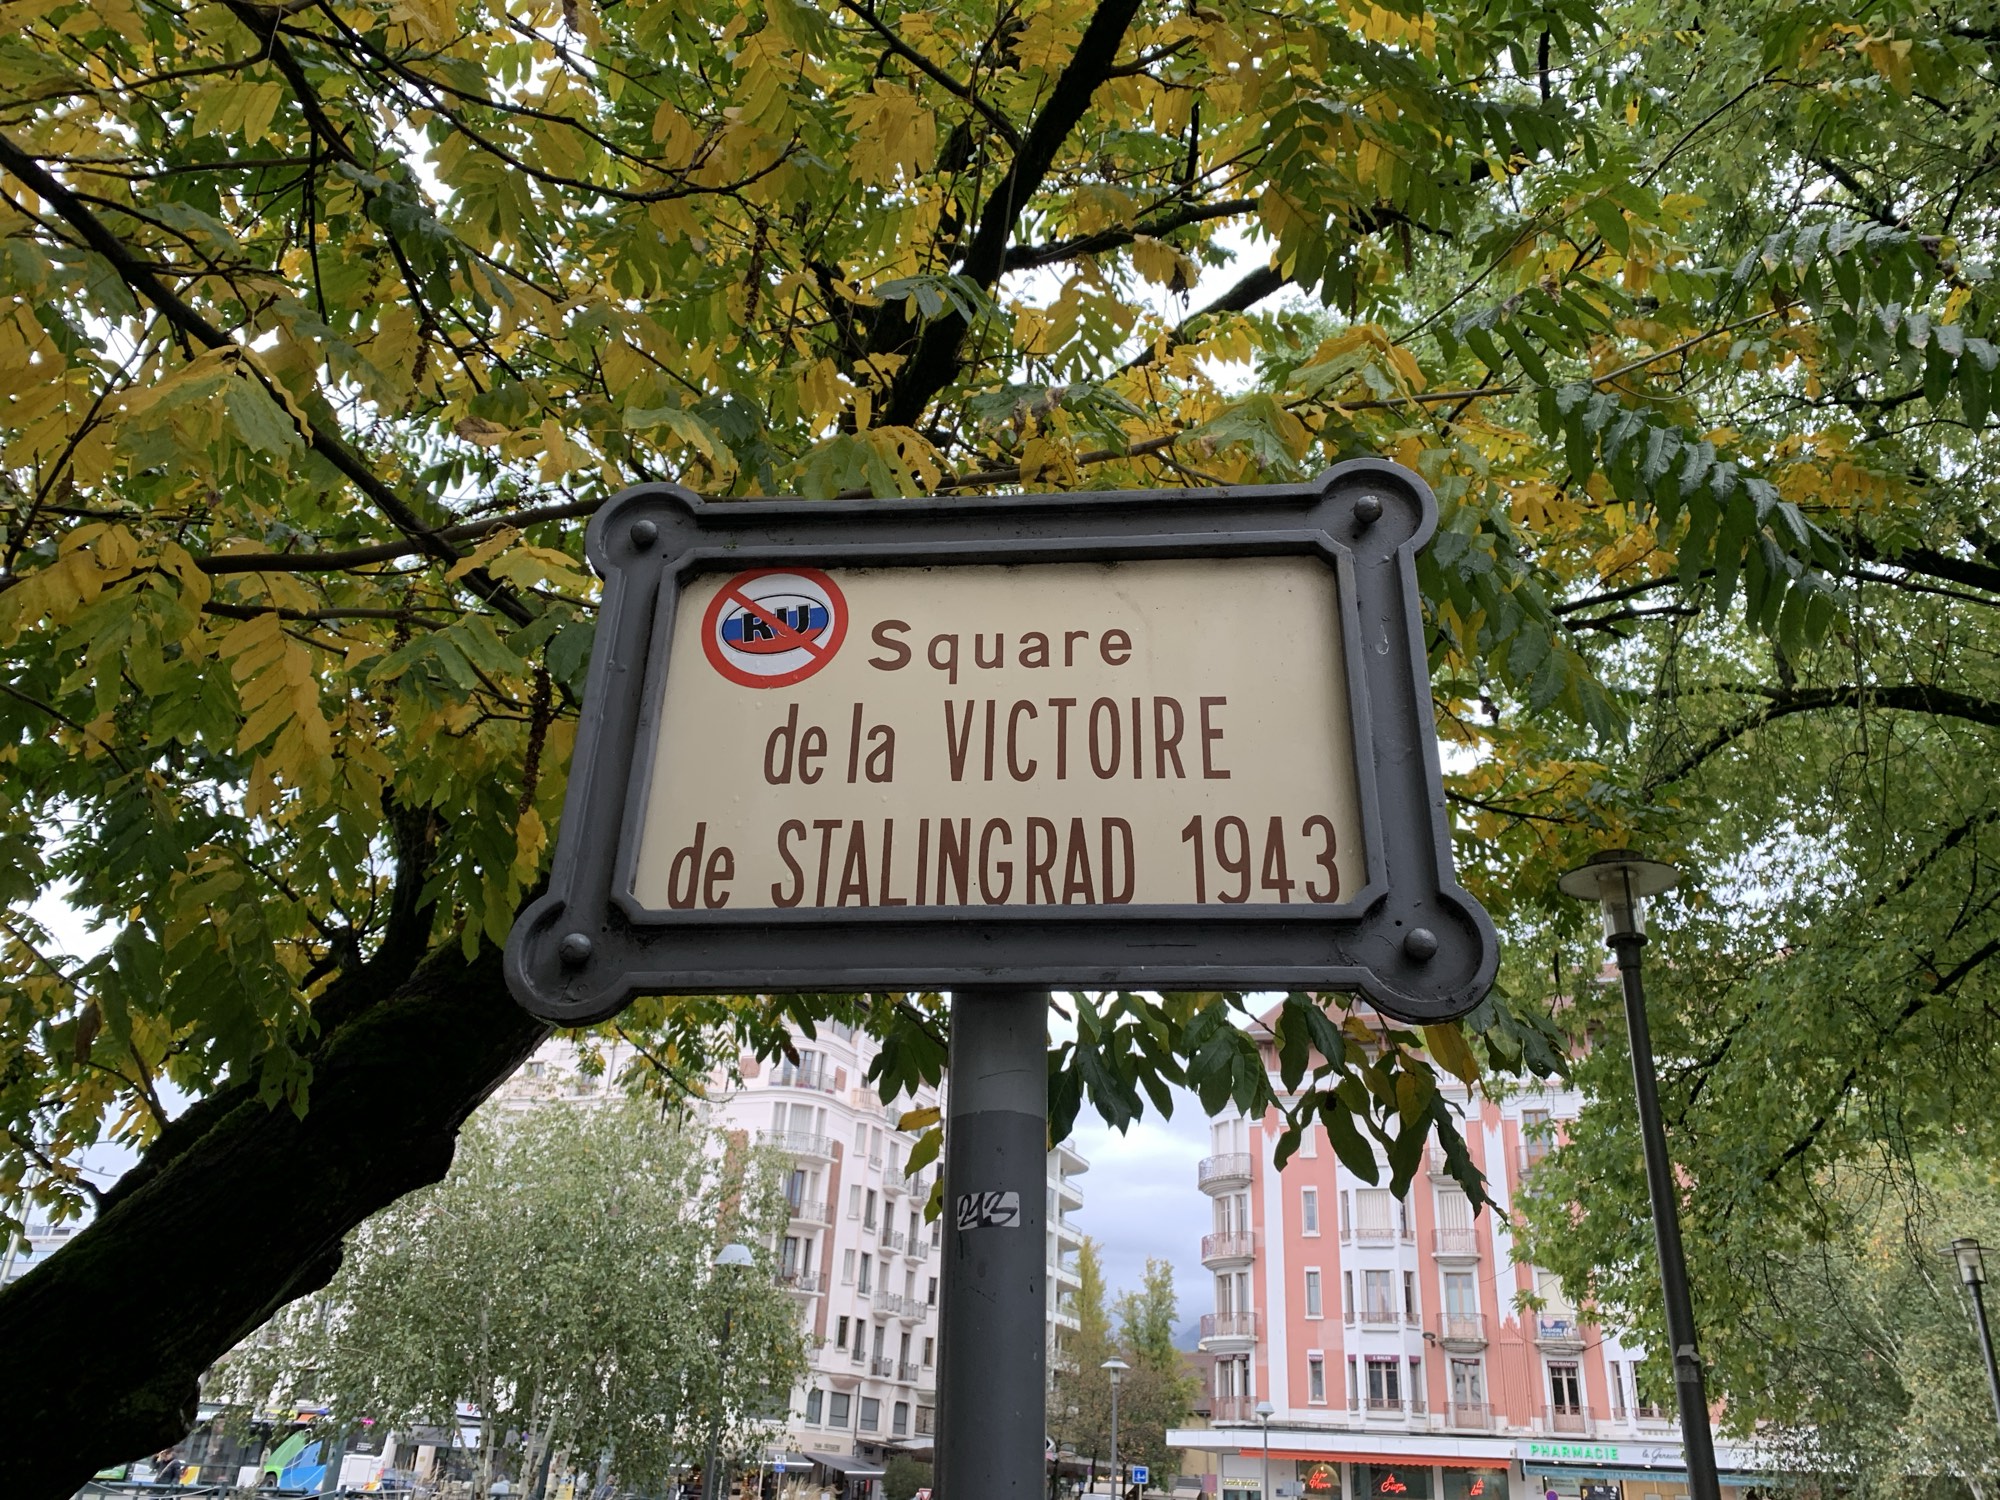 RU
Square
de la VICTOIRE
de STALINGRAD 1943
PHARMACIE